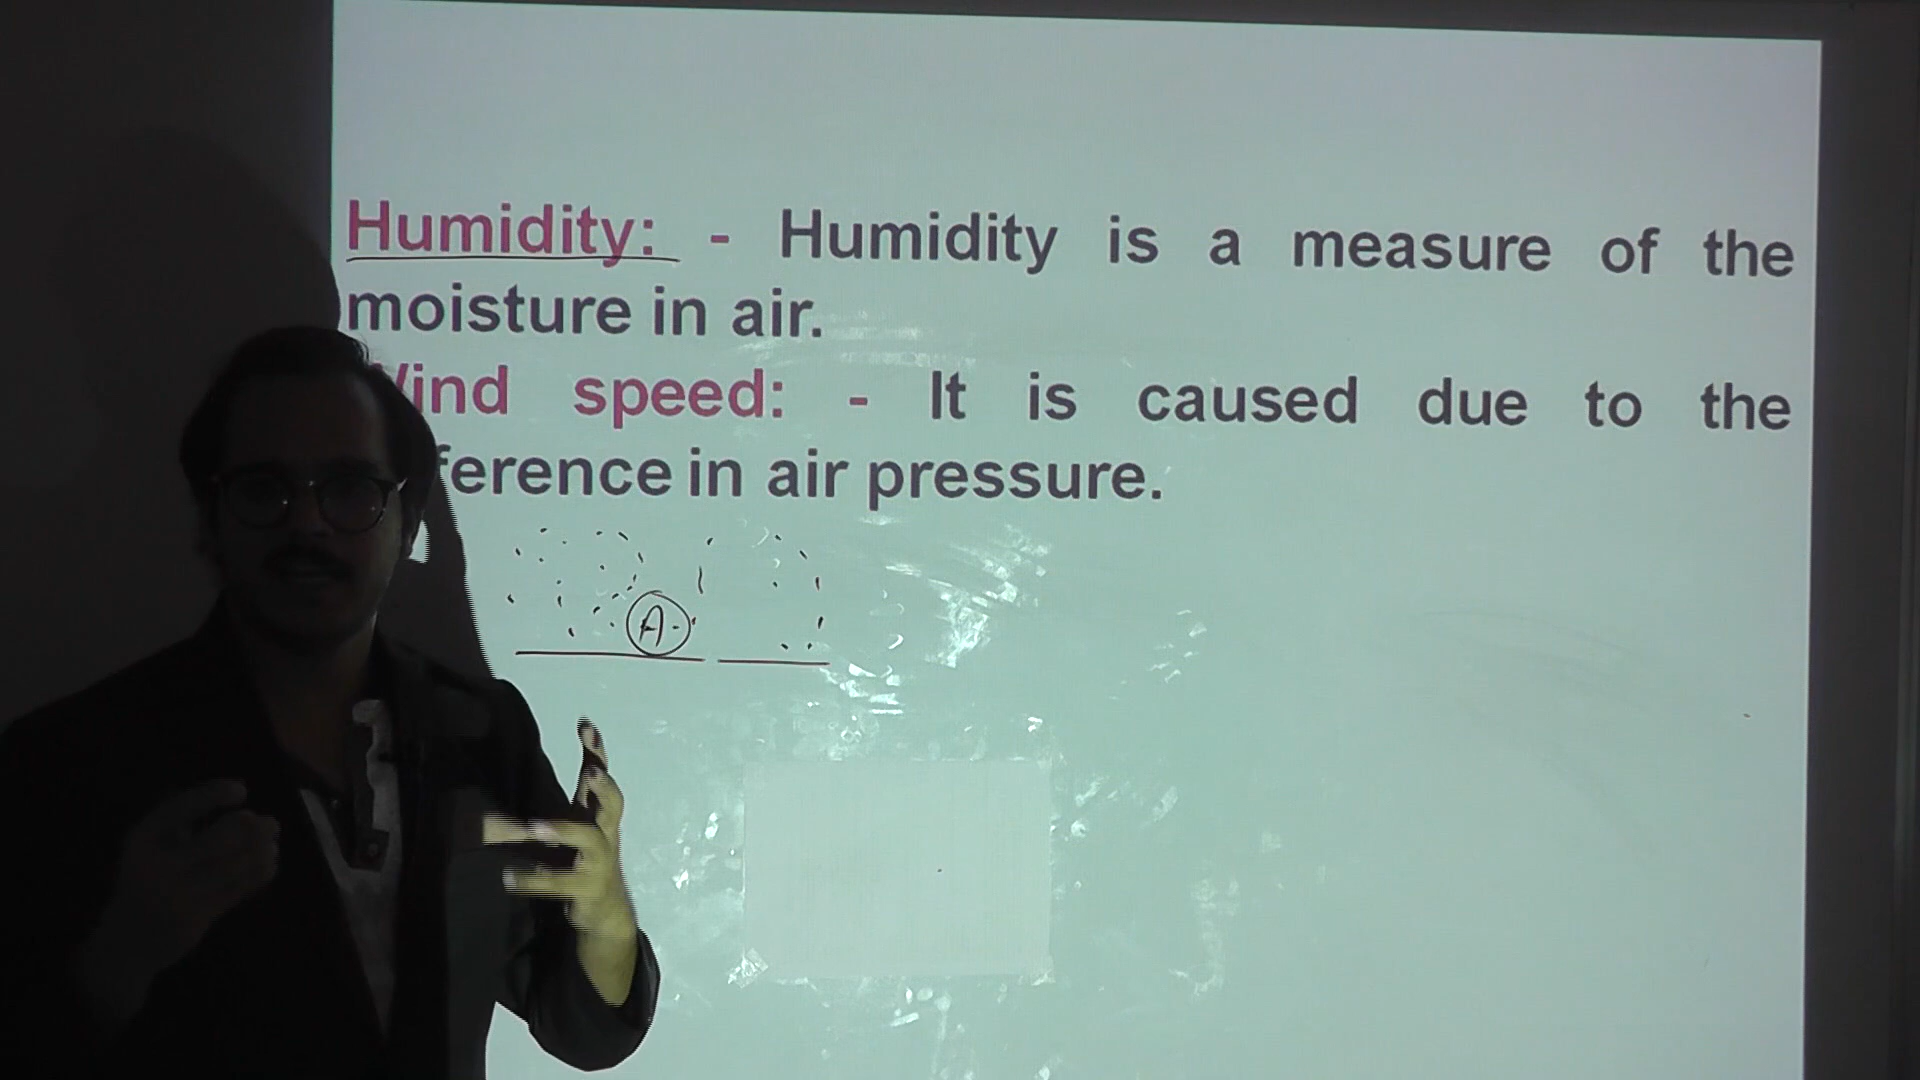 Humidity: - Humidity is a measure of the
moisture in air.
Wind speed: - It is caused due to the
ference in air pressure.
A